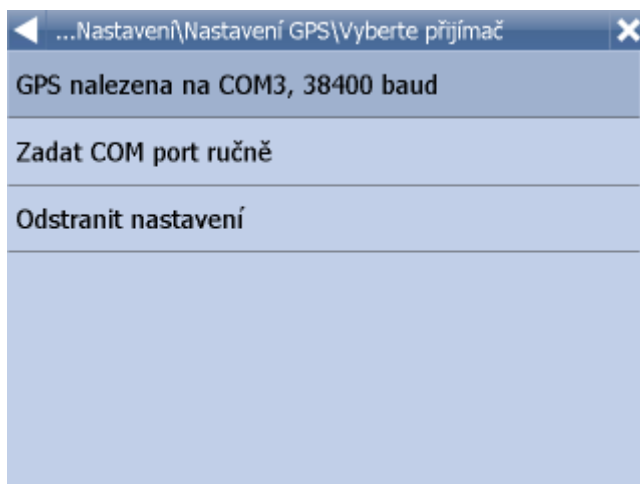 ...Nastavení\Nastavení GPS\Vyberte přijímač
GPS nalezena na COM3, 38400 baud
Zadat COM port ručně
Odstranit nastavení